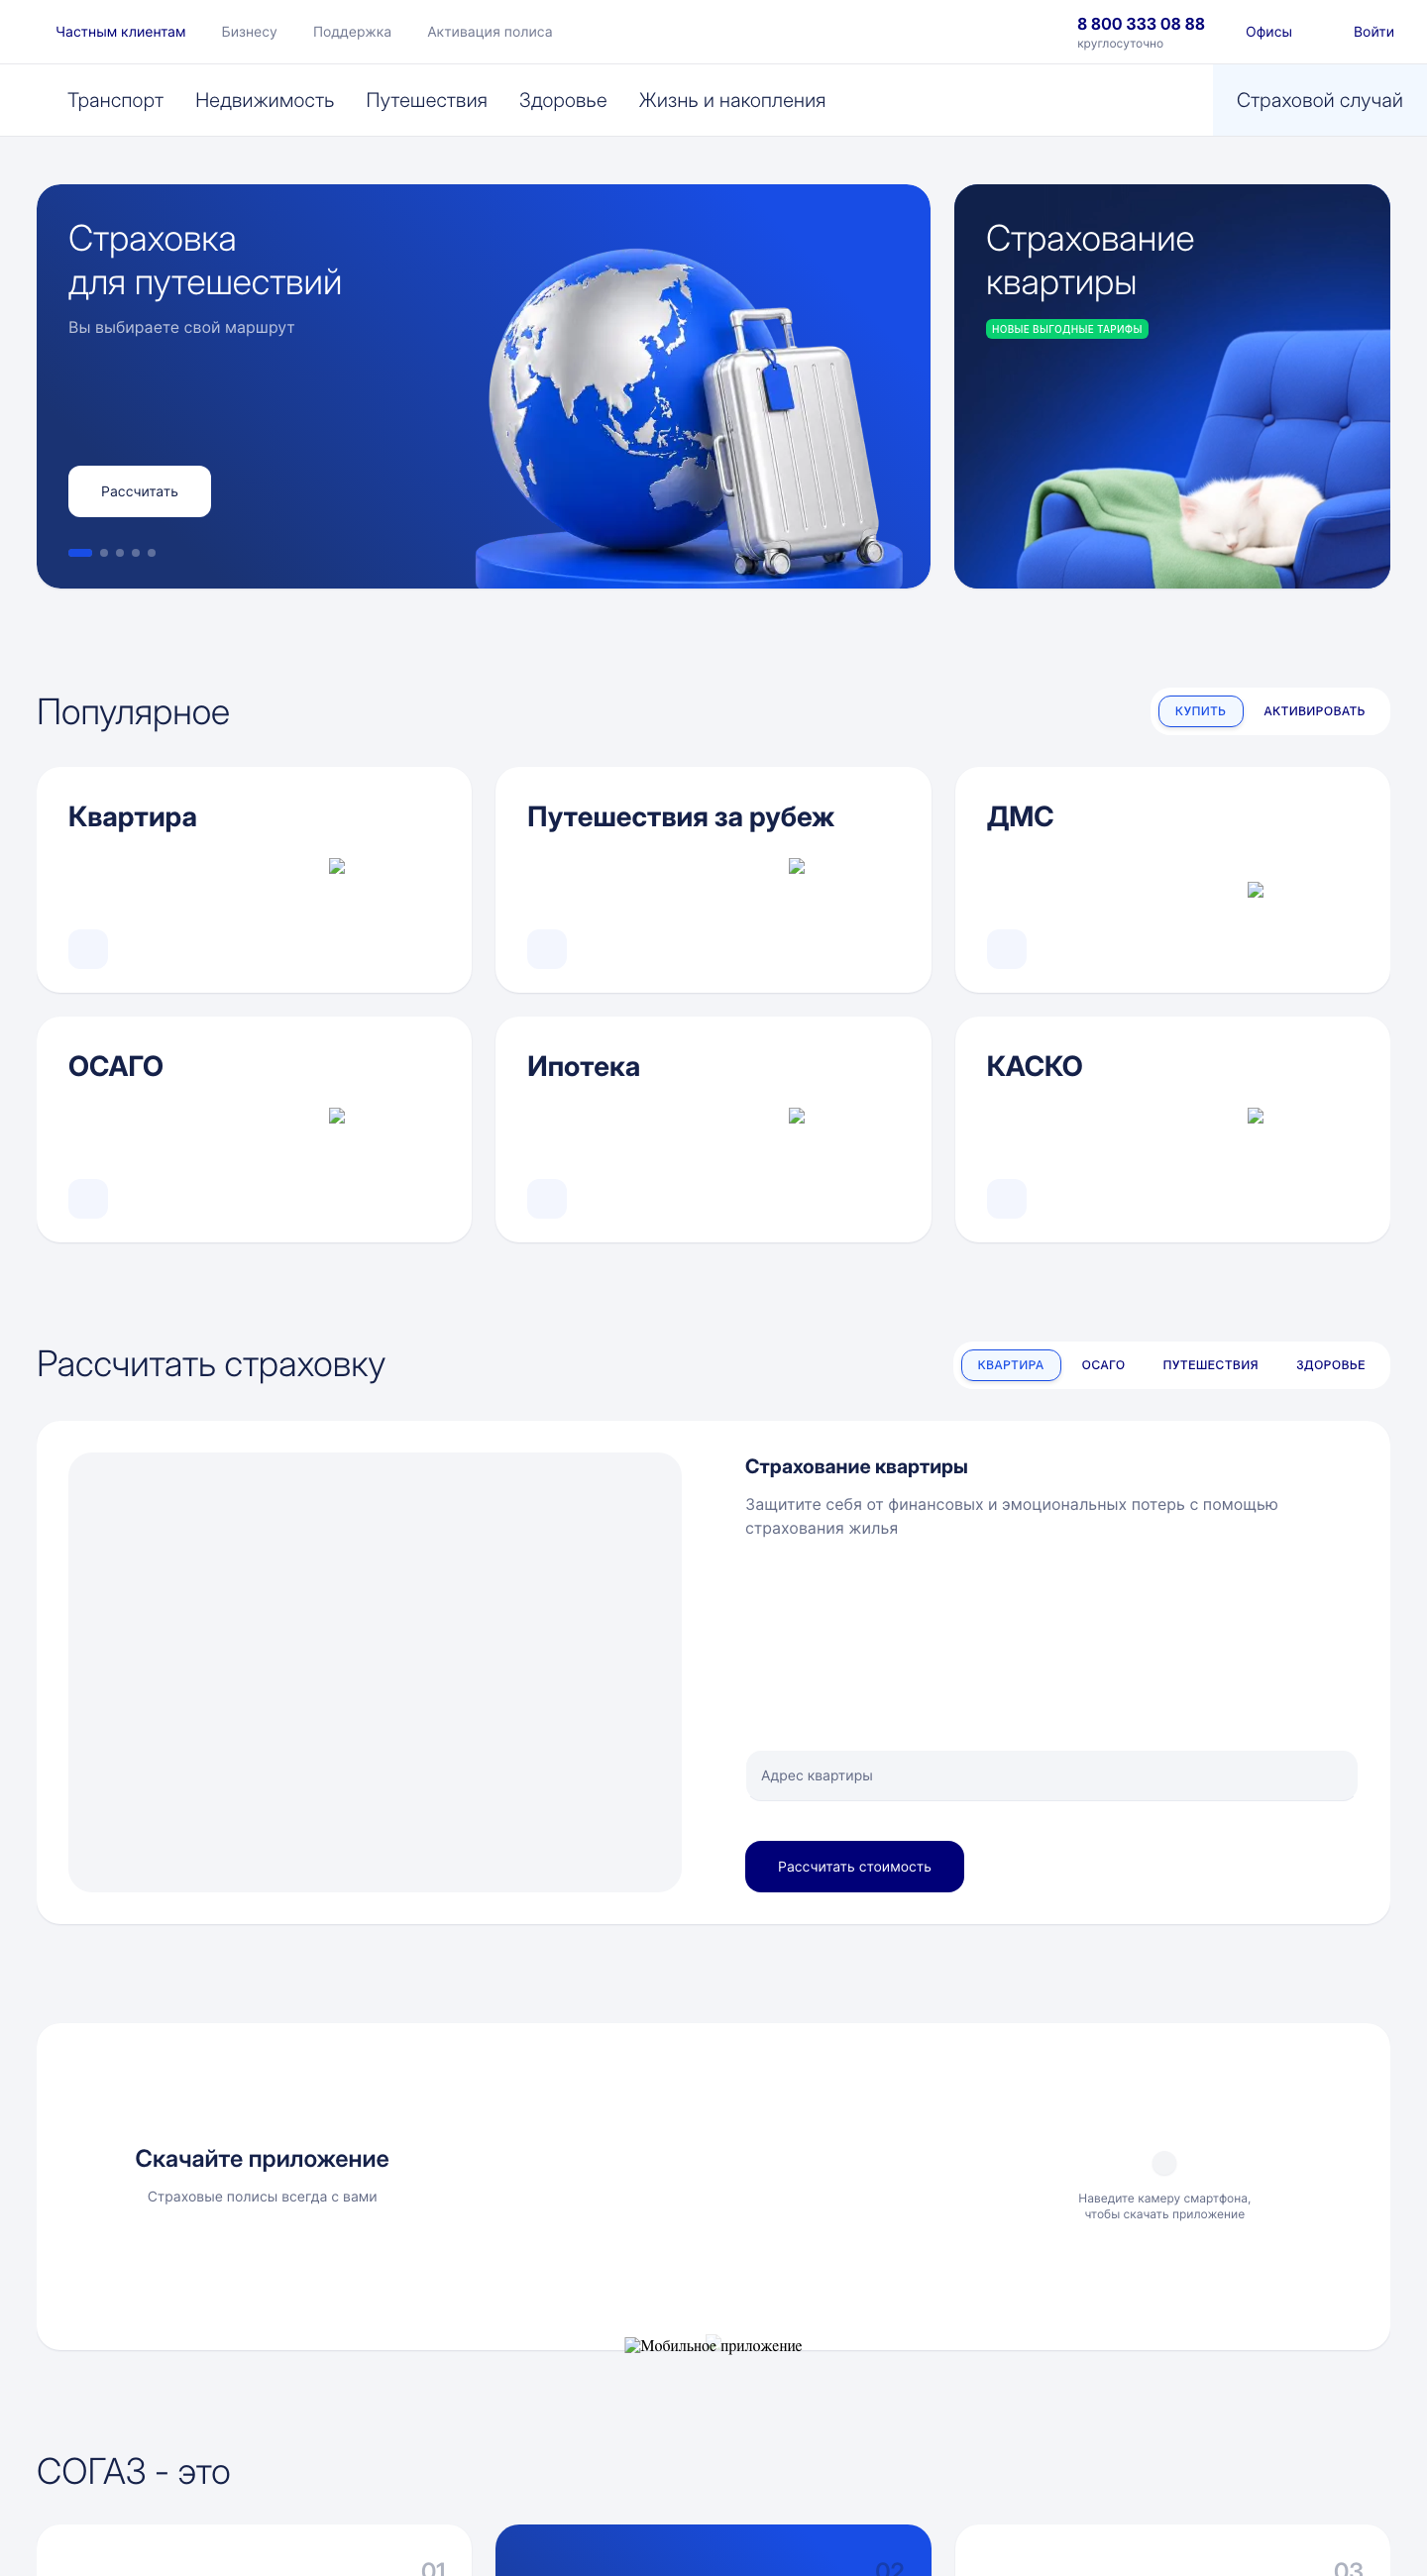 Частным клиентам
Бизнесу
Поддержка
Активация полиса
8 800 333 08 88
круглосуточно
Офисы
Войти
Транспорт
Недвижимость
Путешествия
Здоровье
Жизнь и накопления
Страховой случай
Страховка
для путешествий
Вы выбираете свой маршрут
Рассчитать
Страхование
квартиры
НОВЫЕ ВЫГОДНЫЕ ТАРИФЫ
Популярное
КУПИТЬ
АКТИВИРОВАТЬ
Квартира
Путешествия за рубеж
ДМС
ОСАГО
Ипотека
КАСКО
Рассчитать страховку
КВАРТИРА
ОСАГО
ПУТЕШЕСТВИЯ
ЗДОРОВЬЕ
Страхование квартиры
Защитите себя от финансовых и эмоциональных потерь с помощью
страхования жилья
Адрес квартиры
Рассчитать стоимость
Скачайте приложение
Страховые полисы всегда с вами
Наведите камеру смартфона,
чтобы скачать приложение
Мобильное приложение
СОГАЗ - это
01
02
03